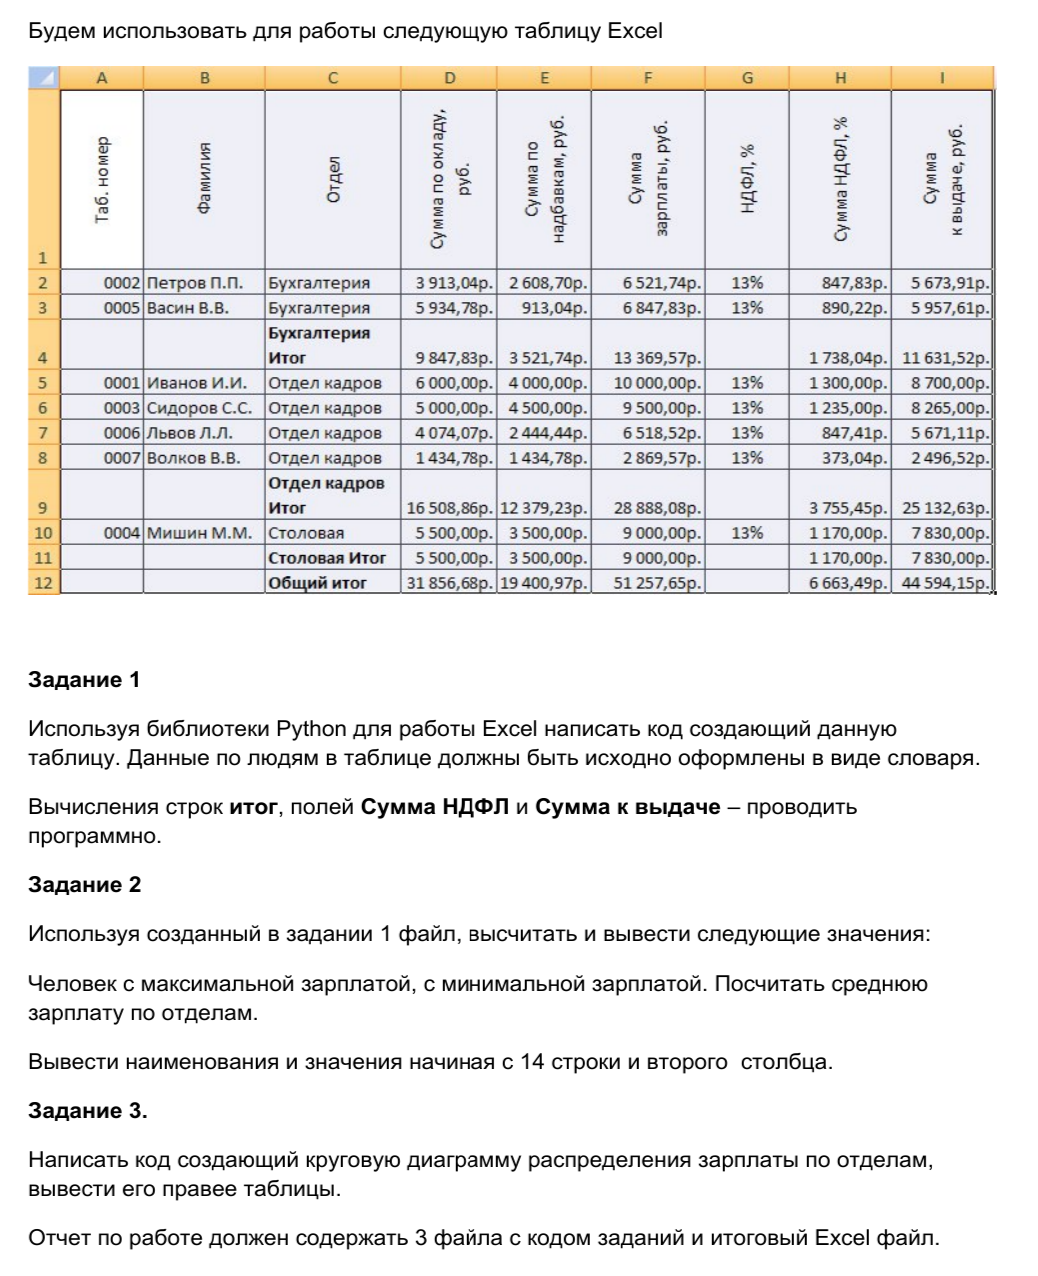 Будем использовать для работы следующую таблицу Excel
A B C D E F G H I
1 Таб. номер Фамилия Отдел Сумма по окладу, руб. Сумма по надбавкам, руб. Сумма зарплаты, руб. НДФЛ, % Сумма НДФЛ, % Сумма к выдаче, руб.
2 0002 Петров П.П. Бухгалтерия 3 913,04р. 2 608,70р. 6 521,74р. 13% 847,83р. 5 673,91р.
3 0005 Васин В.В. Бухгалтерия 5 934,78р. 913,04р. 6 847,83р. 13% 890,22р. 5 957,61р.
Бухгалтерия
4 Итог 9 847,83р. 3 521,74р. 13 369,57р. 1 738,04р. 11 631,52р.
5 0001 Иванов И.И. Отдел кадров 6 000,00р. 4 000,00р. 10 000,00р. 13% 1 300,00р. 8 700,00р.
6 0003 Сидоров С.С. Отдел кадров 5 000,00р. 4 500,00р. 9 500,00р. 13% 1 235,00р. 8 265,00р.
7 0006 Львов Л.Л. Отдел кадров 4 074,07р. 2 444,44р. 6 518,52р. 13% 847,41р. 5 671,11р.
8 0007 Волков В.В. Отдел кадров 1 434,78р. 1 434,78р. 2 869,57р. 13% 373,04р. 2 496,52р.
Отдел кадров
9 Итог 16 508,86р. 12 379,23р. 28 888,08р. 3 755,45р. 25 132,63р.
10 0004 Мишин М.М. Столовая 5 500,00р. 3 500,00р. 9 000,00р. 13% 1 170,00р. 7 830,00р.
11 Столовая Итог 5 500,00р. 3 500,00р. 9 000,00р. 1 170,00р. 7 830,00р.
12 Общий итог 31 856,68р. 19 400,97р. 51 257,65р. 6 663,49р. 44 594,15р.
Задание 1
Используя библиотеки Python для работы Excel написать код создающий данную
таблицу. Данные по людям в таблице должны быть исходно оформлены в виде словаря.
Вычисления строк итог, полей Сумма НДФЛ и Сумма к выдаче – проводить
программно.
Задание 2
Используя созданный в задании 1 файл, высчитать и вывести следующие значения:
Человек с максимальной зарплатой, с минимальной зарплатой. Посчитать среднюю
зарплату по отделам.
Вывести наименования и значения начиная с 14 строки и второго столбца.
Задание 3.
Написать код создающий круговую диаграмму распределения зарплаты по отделам,
вывести его правее таблицы.
Отчет по работе должен содержать 3 файла с кодом заданий и итоговый Excel файл.